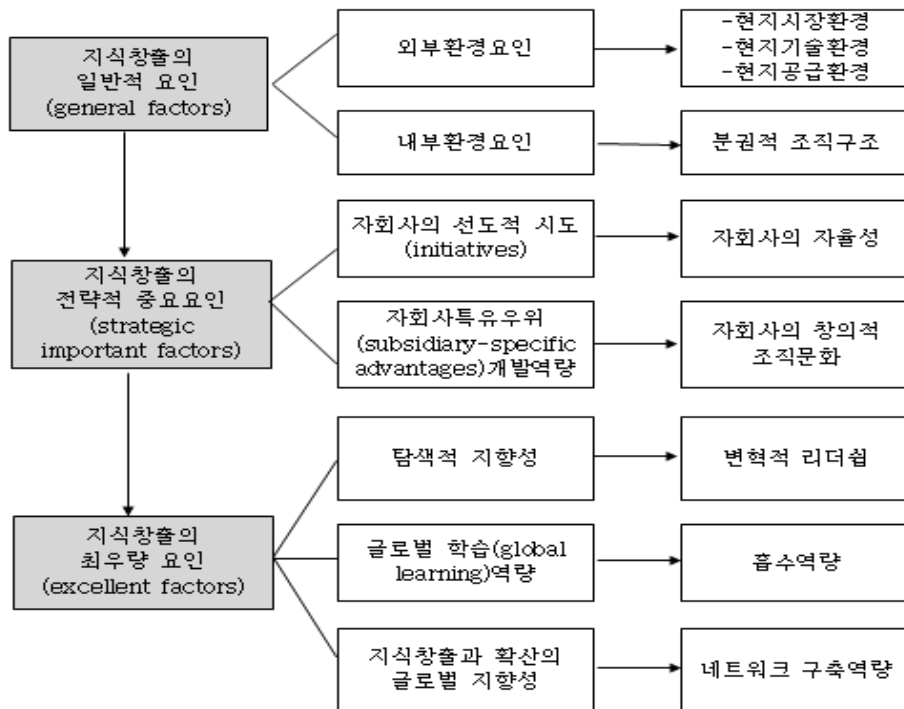 지식창출의
일반적 요인
(general factors)
외부환경요인
-현지시장환경
-현지기술환경
-현지공급환경
내부환경요인
분권적 조직구조
지식창출의
전략적 중요요인
(strategic
important factors)
자회사의 선도적 시도
(initiatives)
자회사의 자율성
자회사특유우위
(subsidiary-specific
advantages)개발역량
자회사의 창의적
조직문화
지식창출의
최우량 요인
(excellent factors)
탐색적 지향성
변혁적 리더쉽
글로벌 학습(global
learning)역량
흡수역량
지식창출과 확산의
글로벌 지향성
네트워크 구축역량